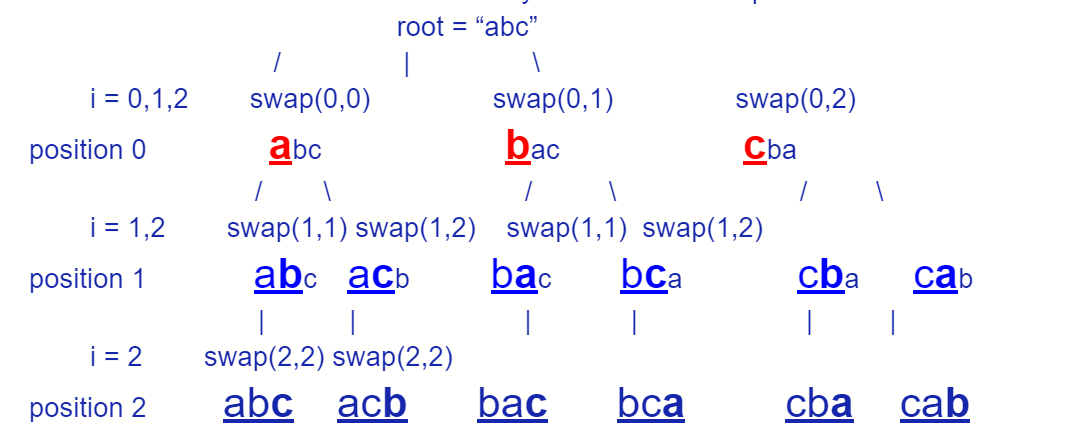 root = “abc”
/ | \
i = 0,1,2 swap(0,0) swap(0,1) swap(0,2)
position 0 abc bac cba
/ \ / \ / \
i = 1,2 swap(1,1) swap(1,2) swap(1,1) swap(1,2)
position 1 abc acb bac bca cba cab
| | | | | |
i = 2 swap(2,2) swap(2,2)
position 2 abc acb bac bca cba cab